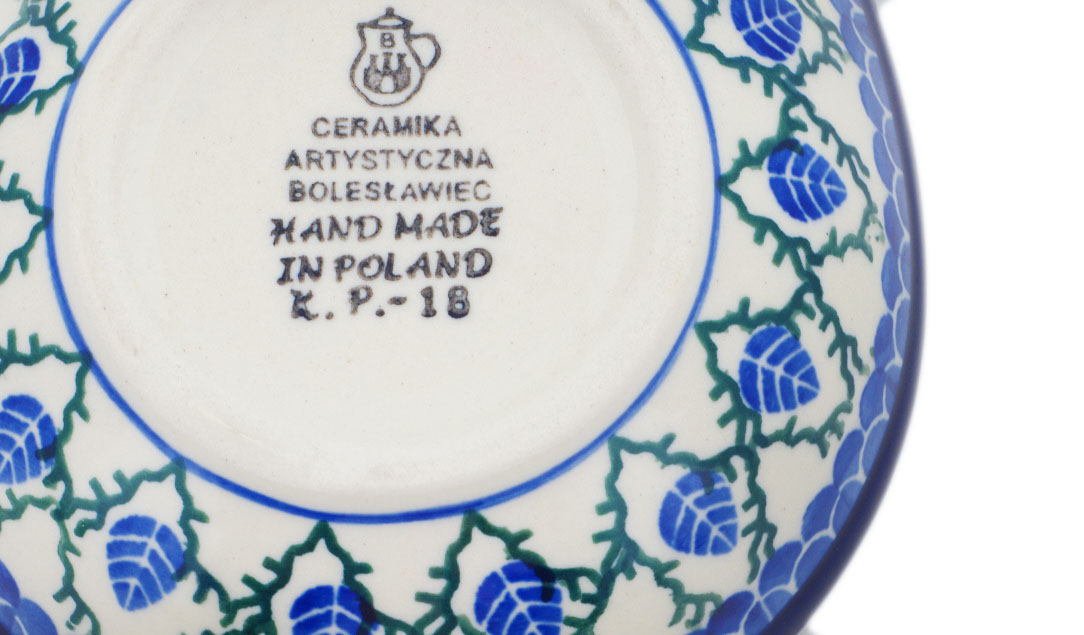 B
CERAMIKA
ARTYSTYCZNA
BOLESŁAWIEC
HAND MADE
IN POLAND
K. P.-18